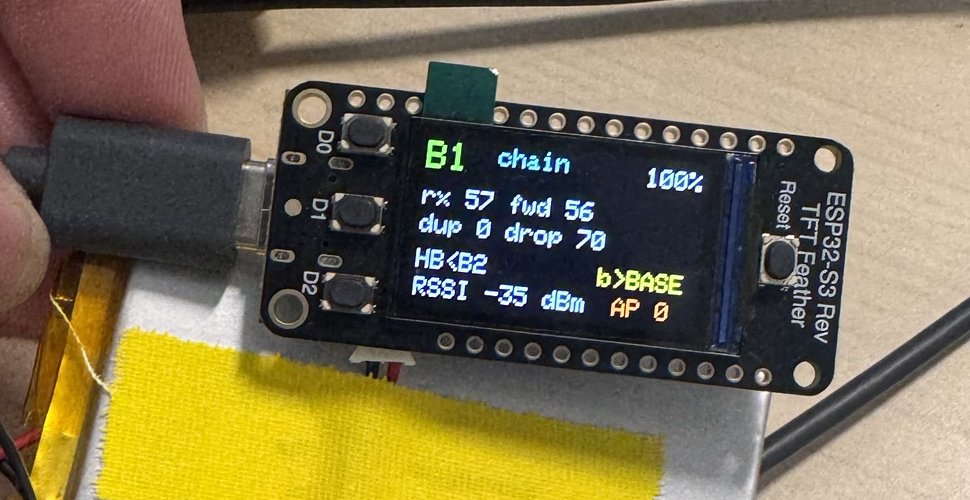 B1 chain 100%
rx 57 fwd 56
dup 0 drop 70
HB<B2 b>BASE
RSSI -35 dBm AP 0
D0
D1
D2
Reset
ESP32-S3 Rev
TFT Feather